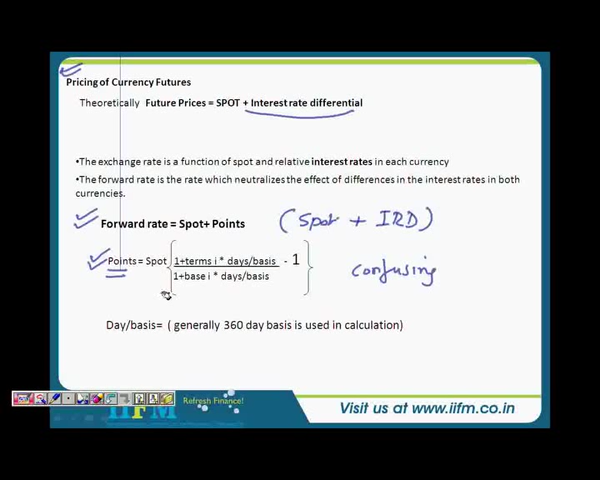 Pricing of Currency Futures
Theoretically Future Prices = SPOT + Interest rate differential
•The exchange rate is a function of spot and relative interest rates in each currency
•The forward rate is the rate which neutralizes the effect of differences in the interest rates in both
currencies.
Forward rate = Spot+ Points (Spot + IRD)
Points = Spot { 1+terms i * days/basis - 1 }
1+base i * days/basis
confusing
Day/basis= ( generally 360 day basis is used in calculation)
IIFM Refresh Finance!
Visit us at www.iifm.co.in